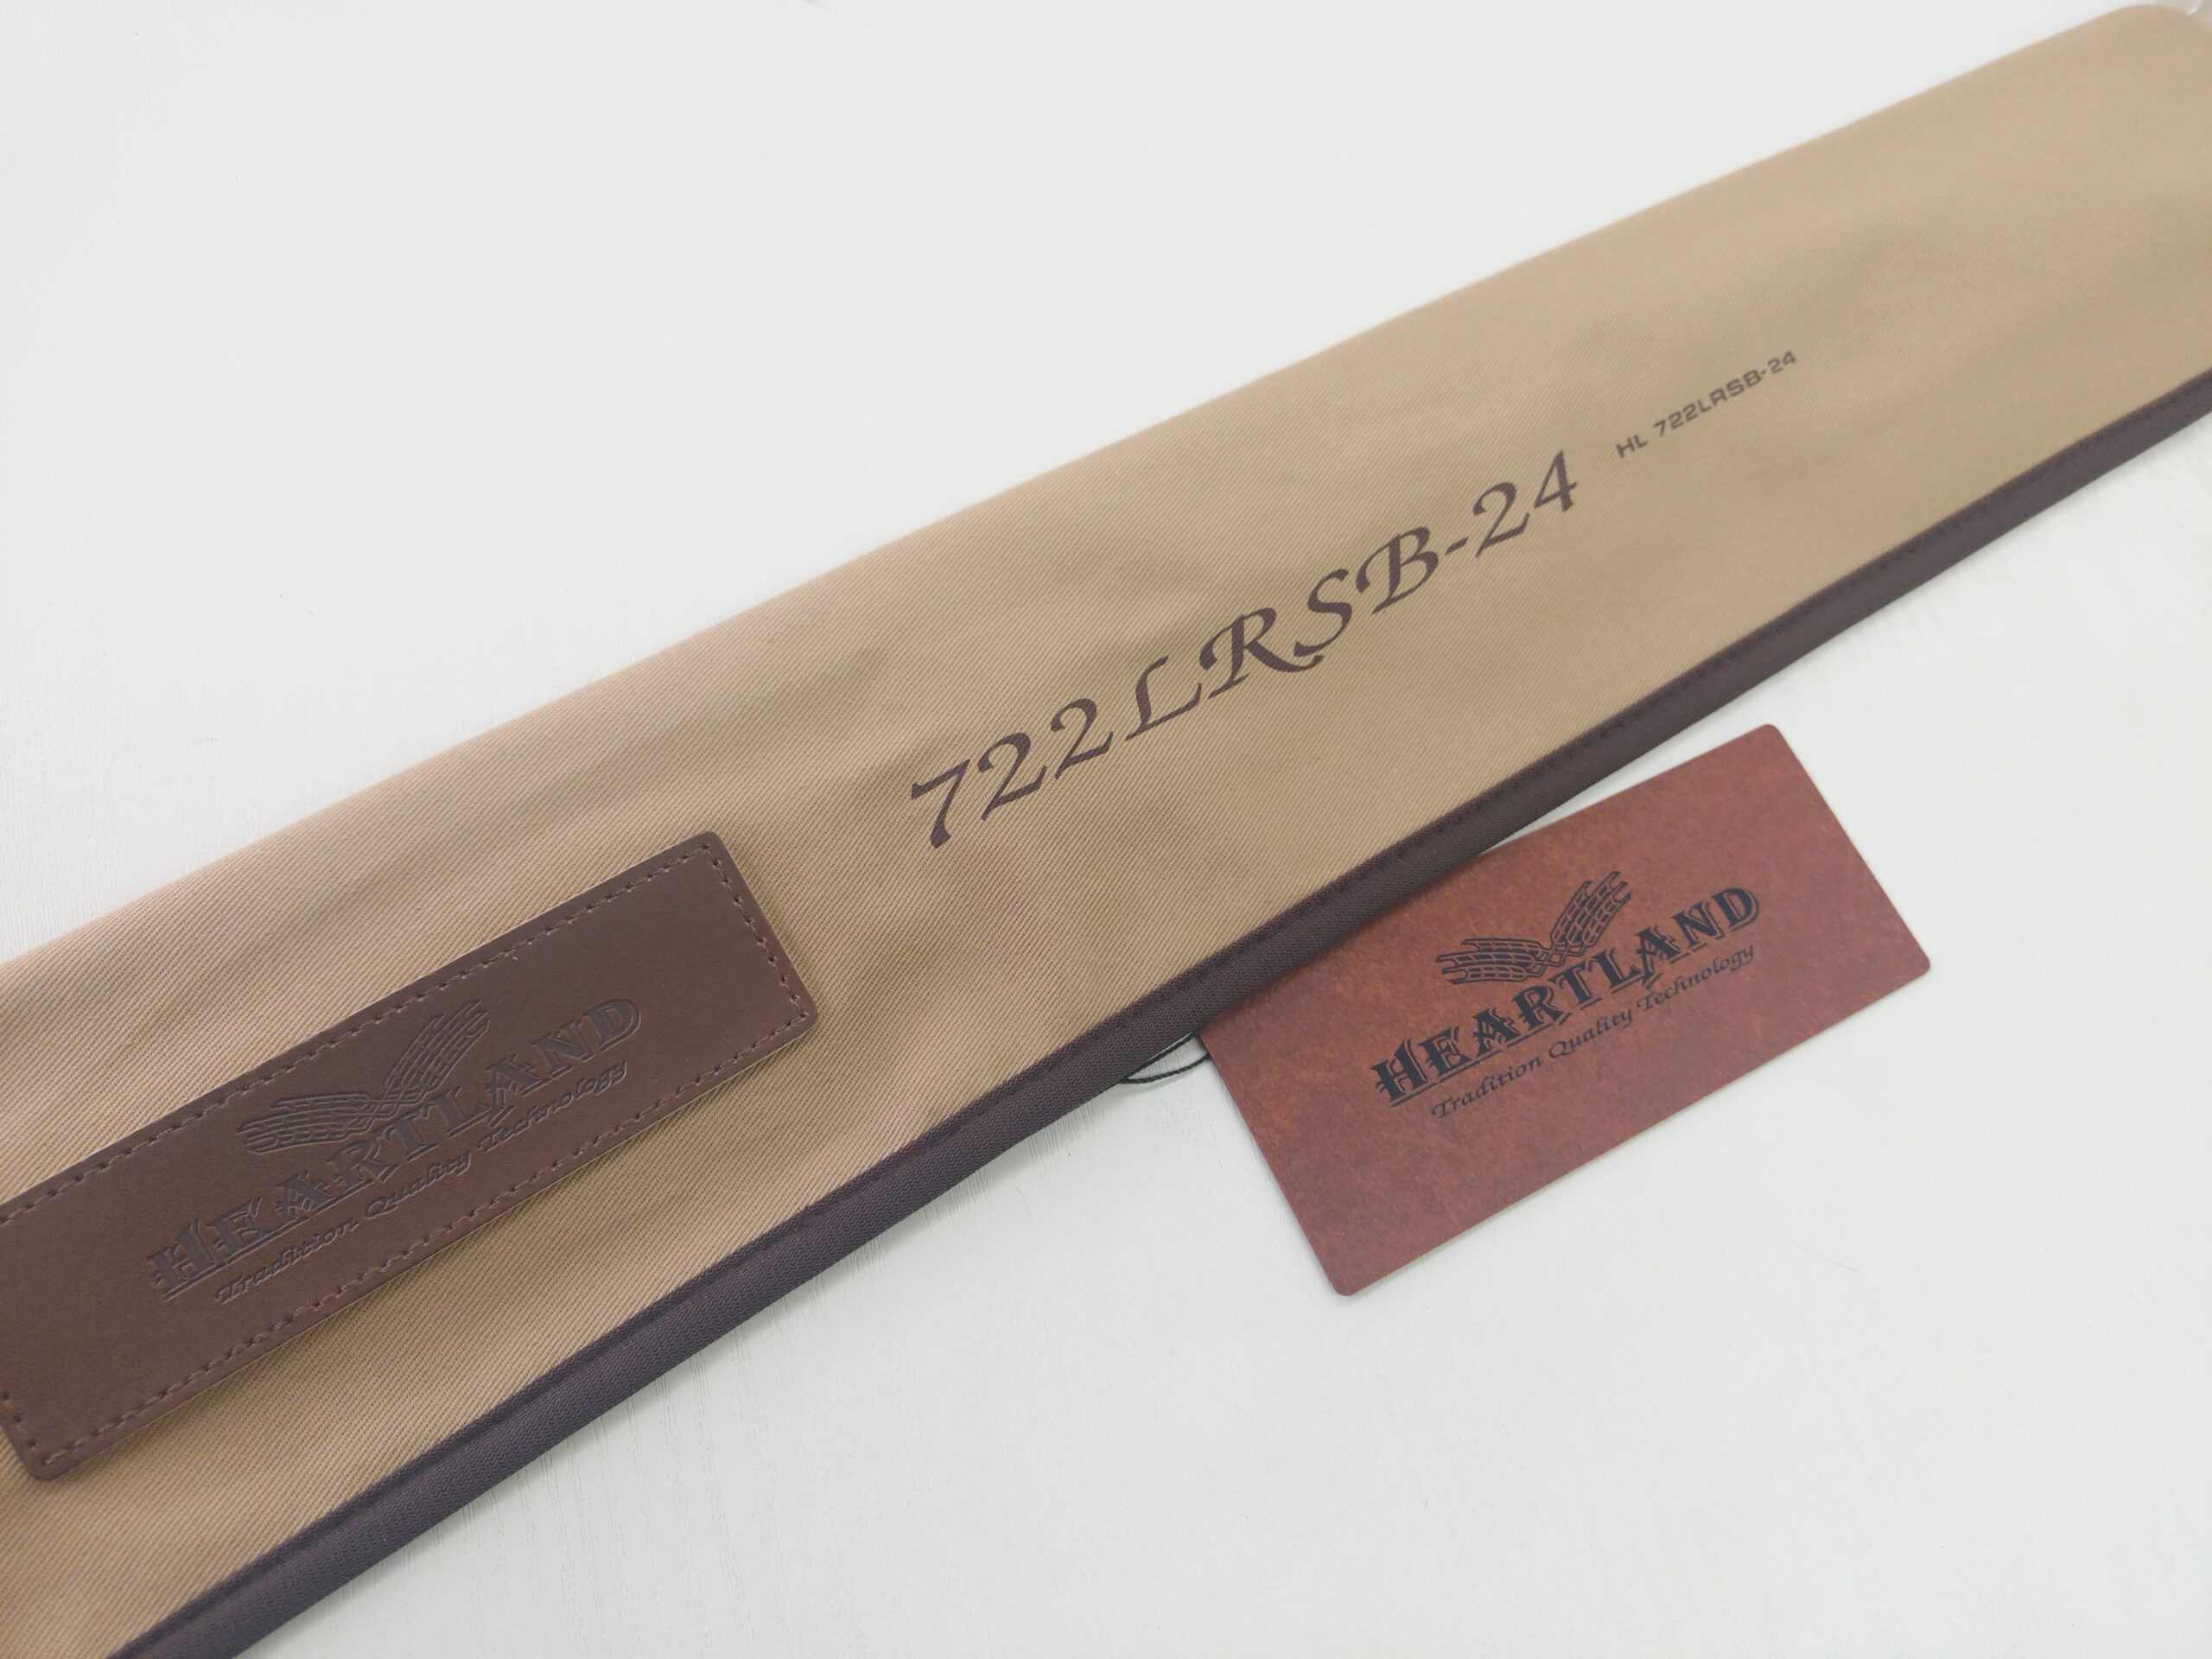 HL 722LRSB-24
722LRSB-24
HEARTLAND
Tradition Quality Technology
HEARTLAND
Tradition Quality Technology